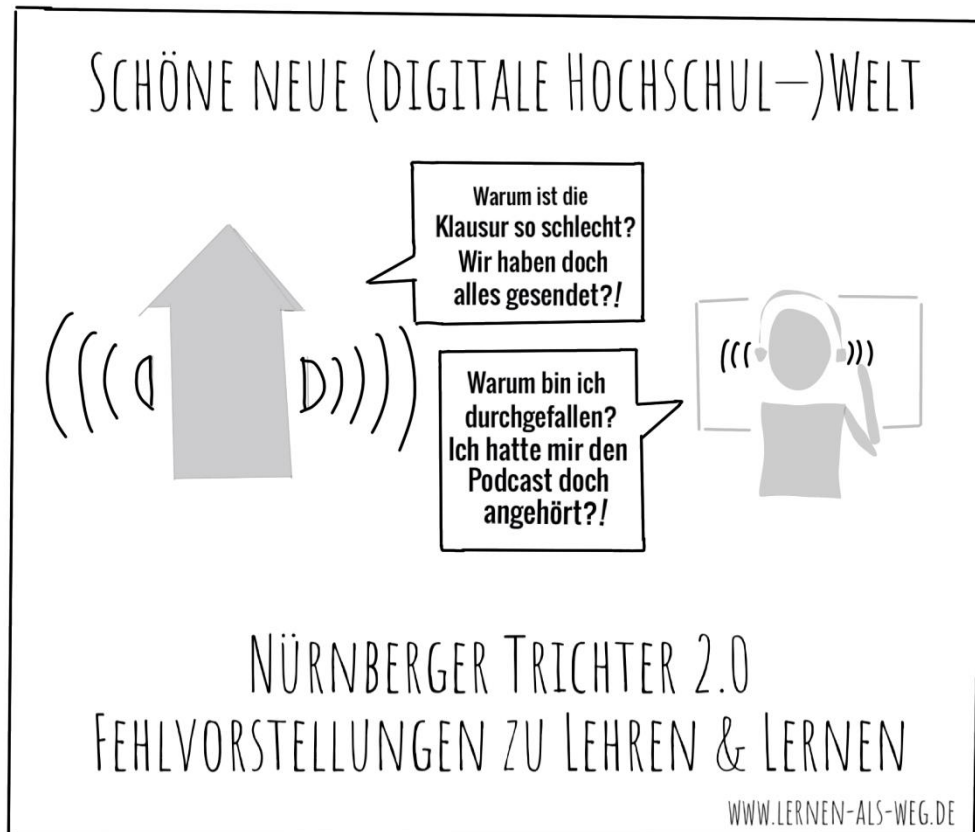 SCHÖNE NEUE (DIGITALE HOCHSCHUL–)WELT
Warum ist die
Klausur so schlecht?
Wir haben doch
alles gesendet?!
Warum bin ich
durchgefallen?
Ich hatte mir den
Podcast doch
angehört?!
NÜRNBERGER TRICHTER 2.0
FEHLVORSTELLUNGEN ZU LEHREN & LERNEN
WWW.LERNEN-ALS-WEG.DE